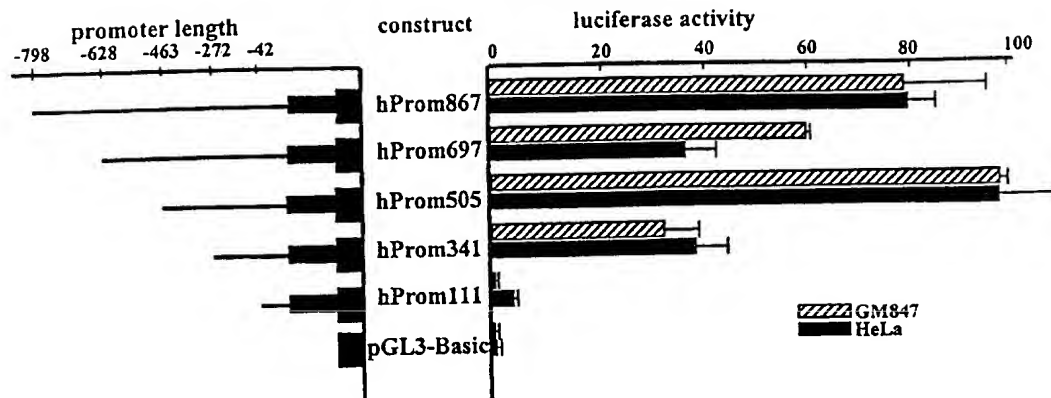 promoter length construct luciferase activity
-798 -628 -463 -272 -42 0 20 40 60 80 100
hProm867
hProm697
hProm505
hProm341
hProm111
pGL3-Basic
GM847
HeLa